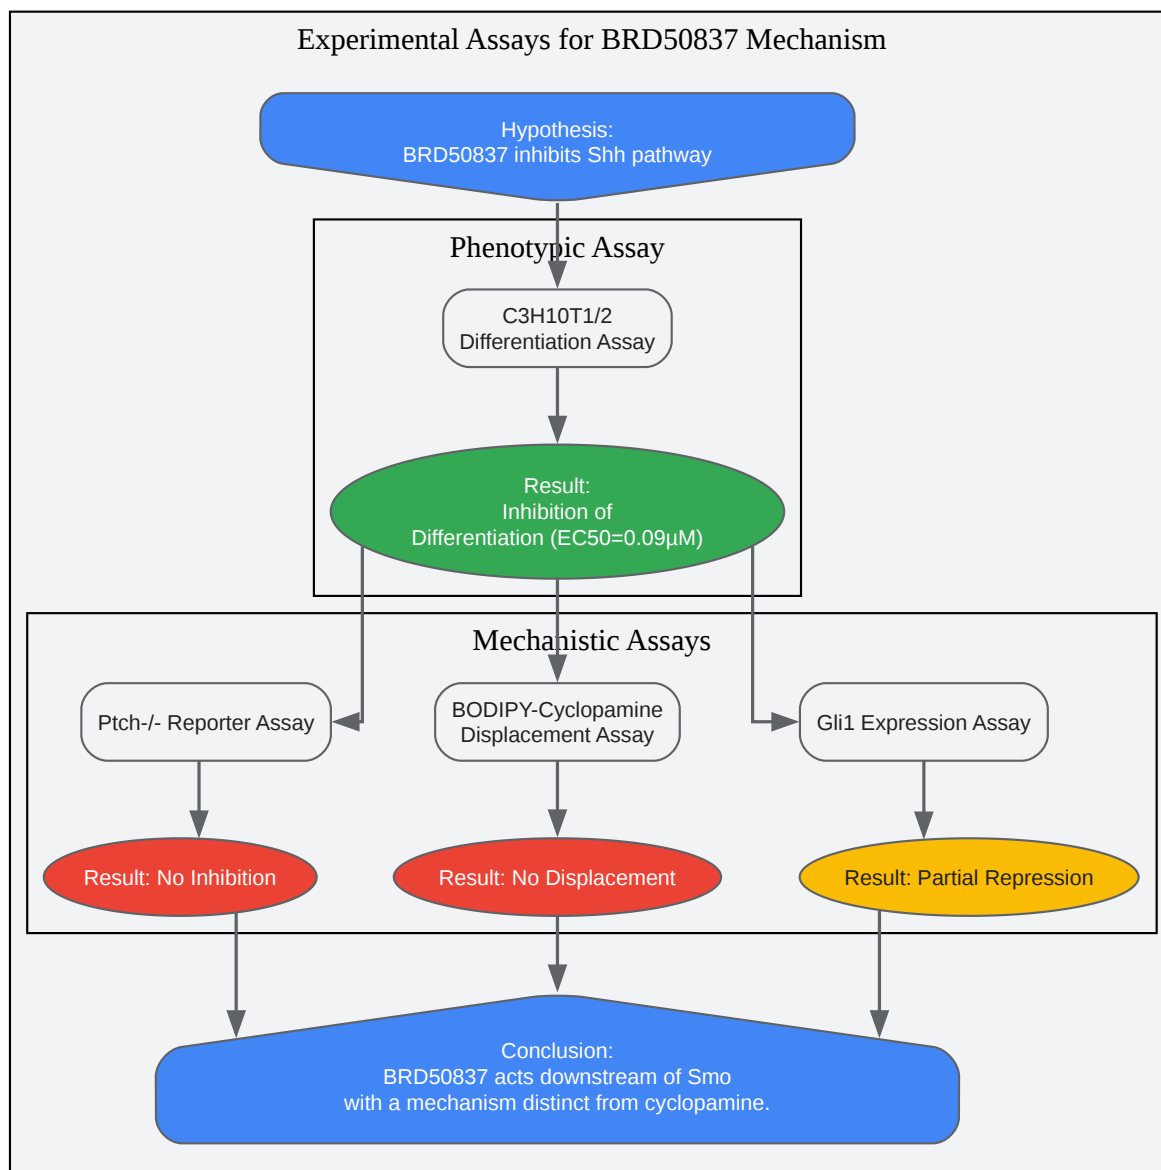 Experimental Assays for BRD50837 Mechanism
Hypothesis:
BRD50837 inhibits Shh pathway
Phenotypic Assay
C3H10T1/2
Differentiation Assay
Result:
Inhibition of
Differentiation (EC50=0.09µM)
Mechanistic Assays
Ptch-/- Reporter Assay
BODIPY-Cyclopamine
Displacement Assay
Gli1 Expression Assay
Result: No Inhibition
Result: No Displacement
Result: Partial Repression
Conclusion:
BRD50837 acts downstream of Smo
with a mechanism distinct from cyclopamine.